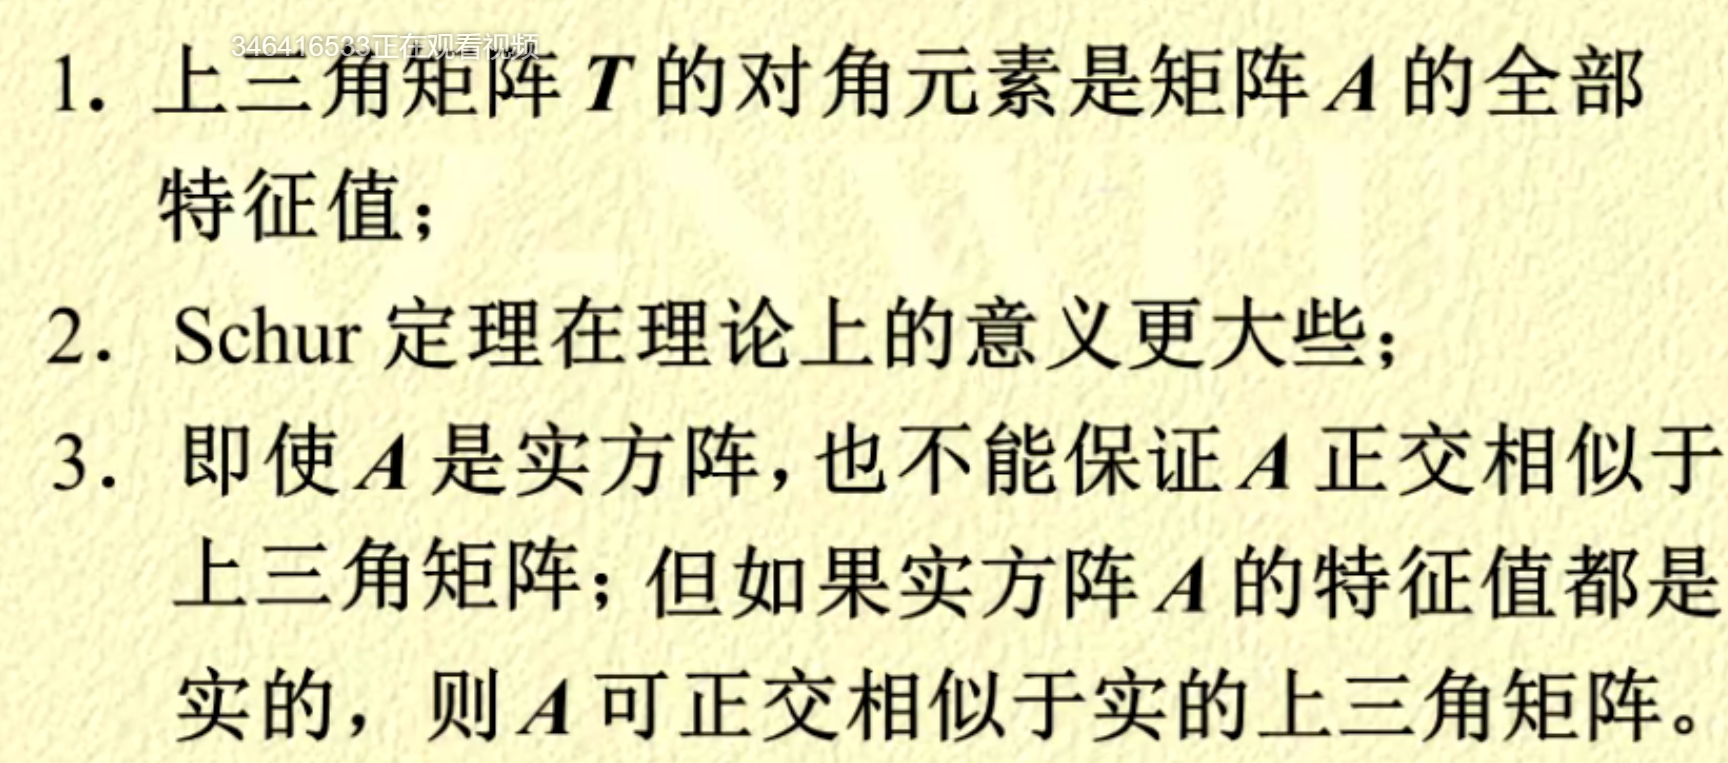 346416533正在观看视频
1. 上三角矩阵 T 的对角元素是矩阵 A 的全部
特征值；
2. Schur 定理在理论上的意义更大些；
3. 即使 A 是实方阵，也不能保证 A 正交相似于
上三角矩阵；但如果实方阵 A 的特征值都是
实的，则 A 可正交相似于实的上三角矩阵。